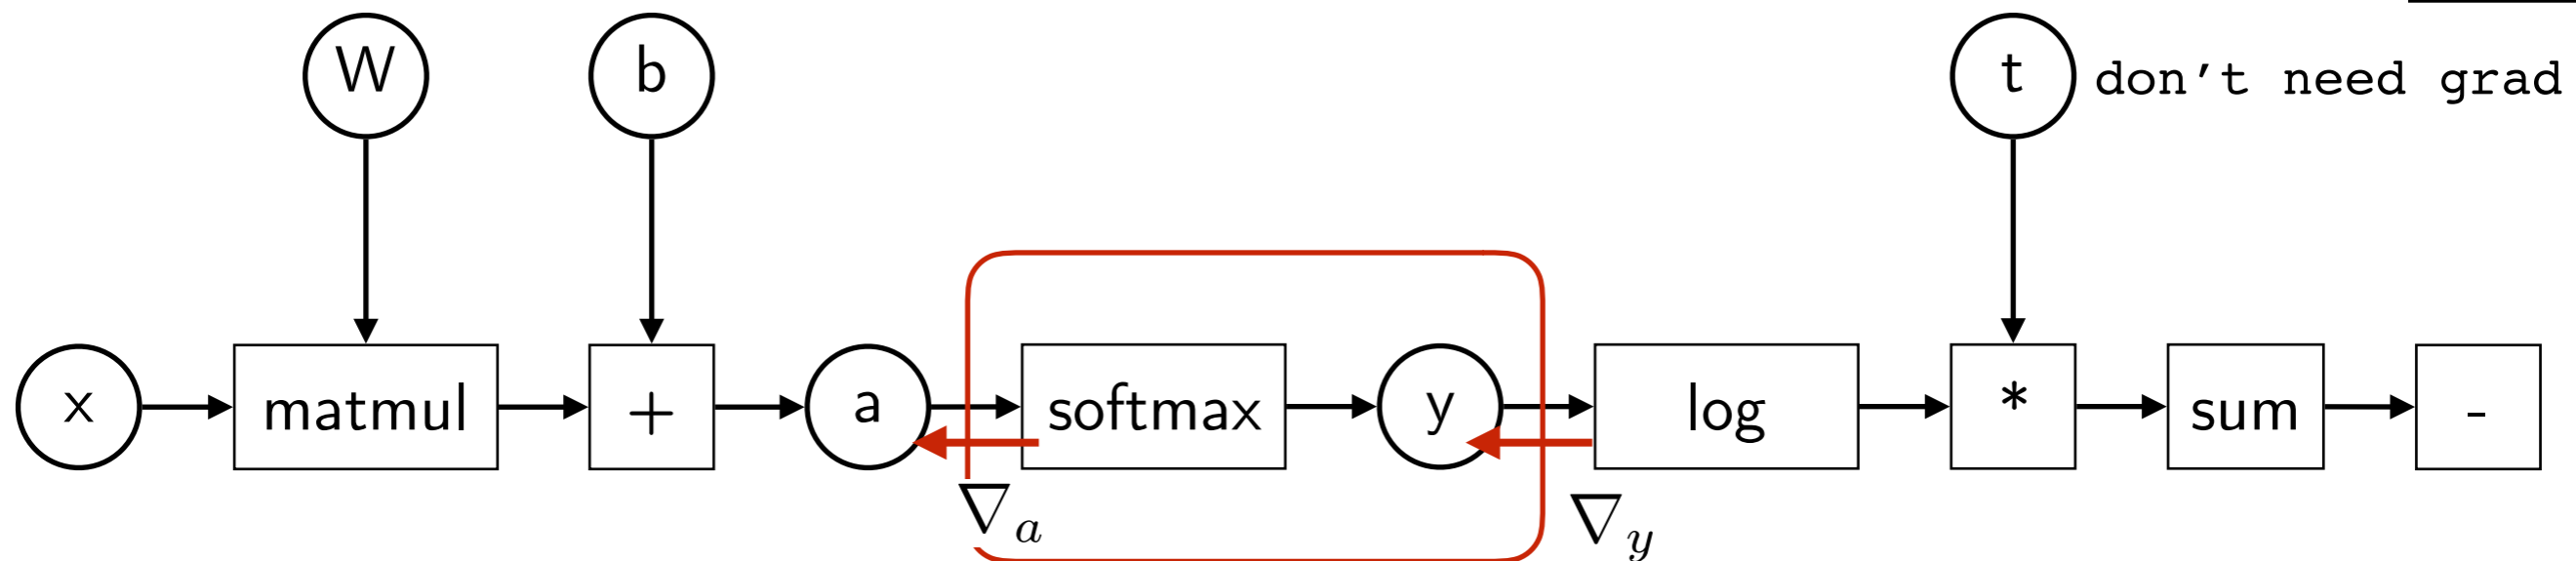 W b t don't need grad
x matmul + a softmax y log * sum -
∇a ∇y